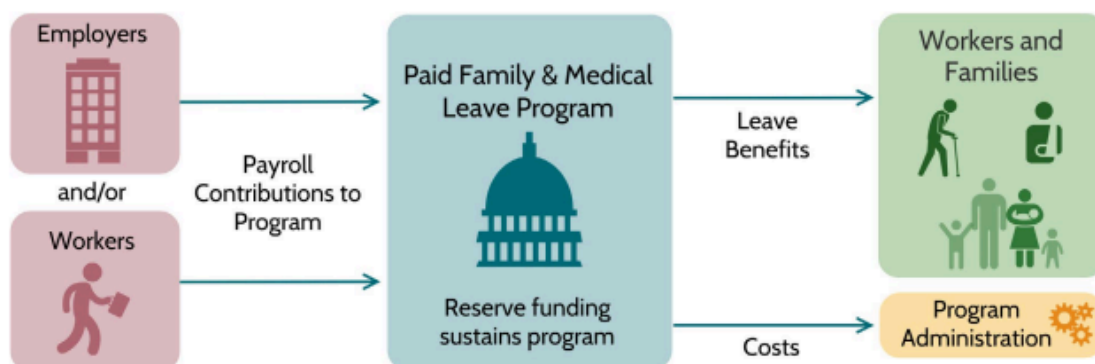 Employers
and/or
Workers
Payroll
Contributions to
Program
Paid Family & Medical
Leave Program
Reserve funding
sustains program
Leave
Benefits
Costs
Workers and
Families
Program
Administration